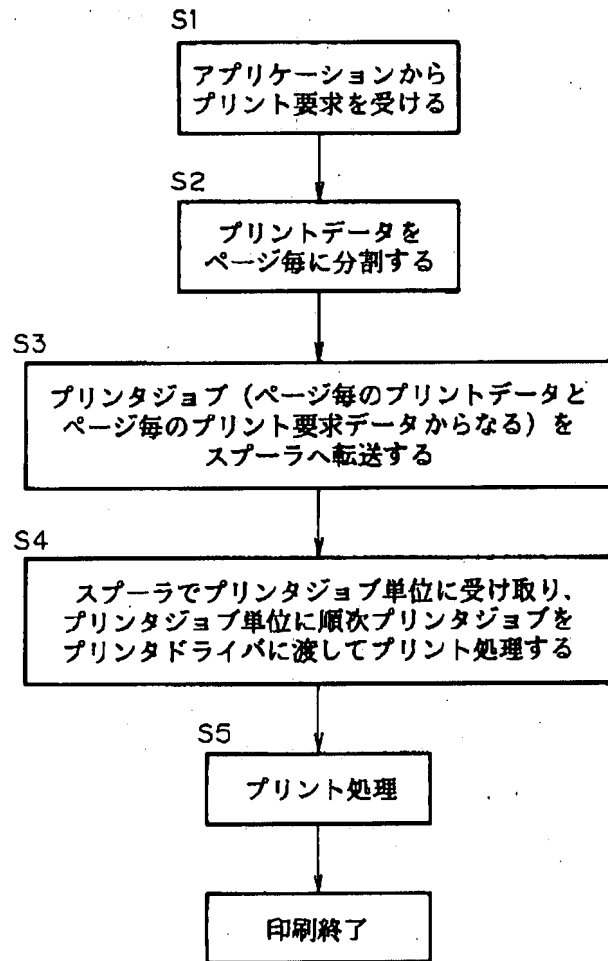 S1
アプリケーションから
プリント要求を受ける
S2
プリントデータを
ページ毎に分割する
S3
プリンタジョブ（ページ毎のプリントデータと
ページ毎のプリント要求データからなる）を
スプーラへ転送する
S4
スプーラでプリンタジョブ単位に受け取り、
プリンタジョブ単位に順次プリンタジョブを
プリンタドライバに渡してプリント処理する
S5
プリント処理
印刷終了